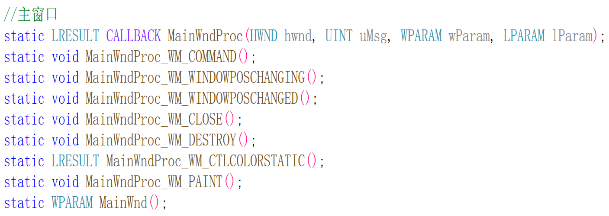 //主窗口
static LRESULT CALLBACK MainWndProc(HWND hwnd, UINT uMsg, WPARAM wParam, LPARAM lParam);
static void MainWndProc_WM_COMMAND();
static void MainWndProc_WM_WINDOWPOSCHANGING();
static void MainWndProc_WM_WINDOWPOSCHANGED();
static void MainWndProc_WM_CLOSE();
static void MainWndProc_WM_DESTROY();
static LRESULT MainWndProc_WM_CTLCOLORSTATIC();
static void MainWndProc_WM_PAINT();
static WPARAM MainWnd();